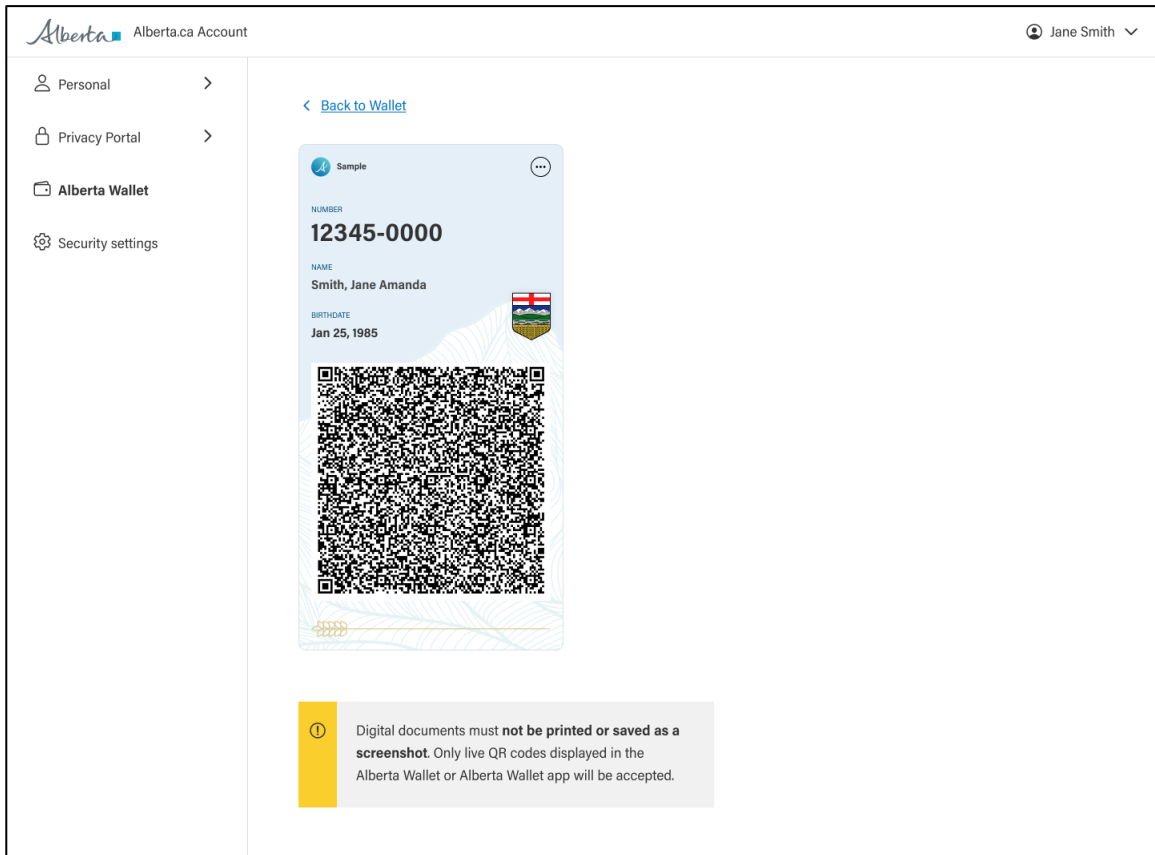 Alberta Alberta.ca Account
Jane Smith
Personal
Privacy Portal
Alberta Wallet
Security settings
Back to Wallet
Sample
NUMBER
12345-0000
NAME
Smith, Jane Amanda
BIRTHDATE
Jan 25, 1985
Digital documents must not be printed or saved as a
screenshot. Only live QR codes displayed in the
Alberta Wallet or Alberta Wallet app will be accepted.